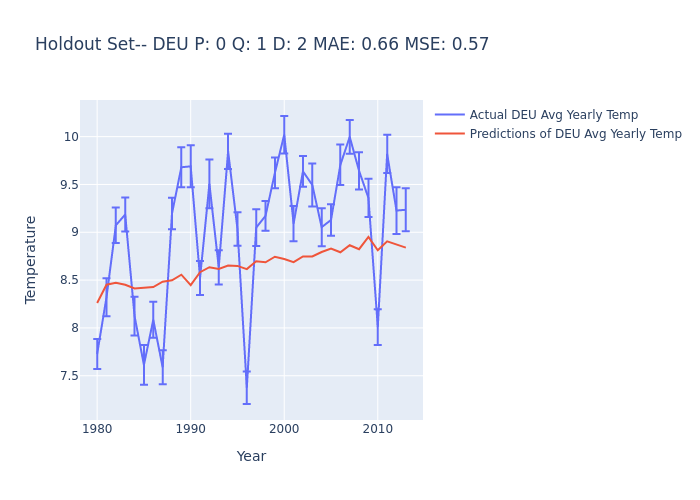 Holdout Set-- DEU P: 0 Q: 1 D: 2 MAE: 0.66 MSE: 0.57
Actual DEU Avg Yearly Temp
Predictions of DEU Avg Yearly Temp
Temperature
10
9.5
9
8.5
8
7.5
1980
1990
2000
2010
Year